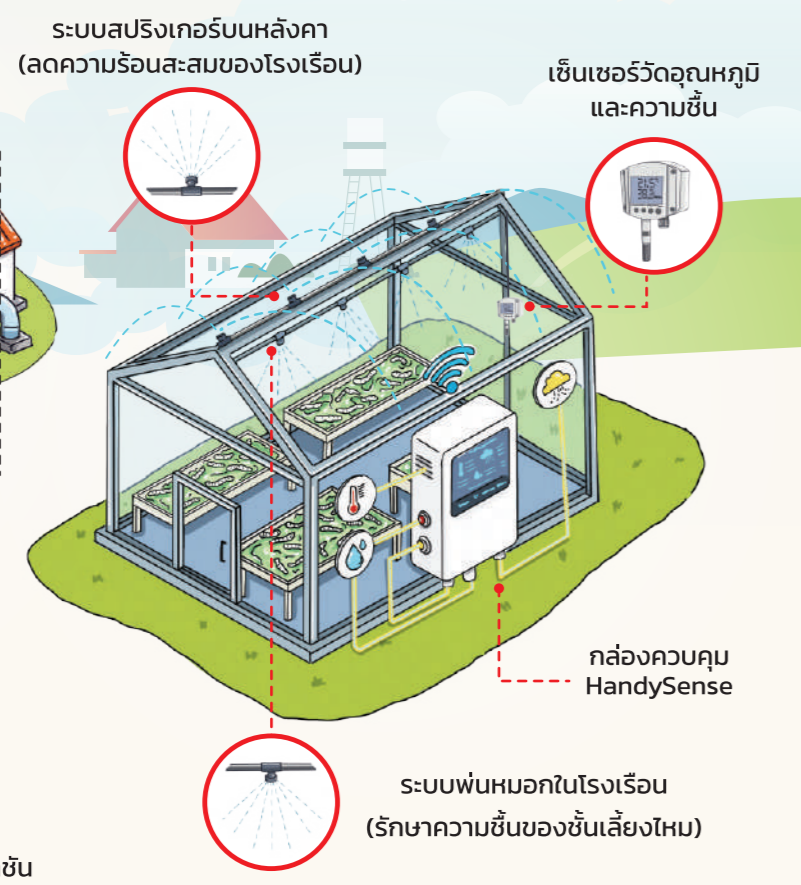 ระบบสปริงเกอร์บนหลังคา
(ลดความร้อนสะสมของโรงเรือน)
เซ็นเซอร์วัดอุณหภูมิ
และความชื้น
กล่องควบคุม
HandySense
ระบบพ่นหมอกในโรงเรือน
(รักษาความชื้นของชั้นเลี้ยงไหม)